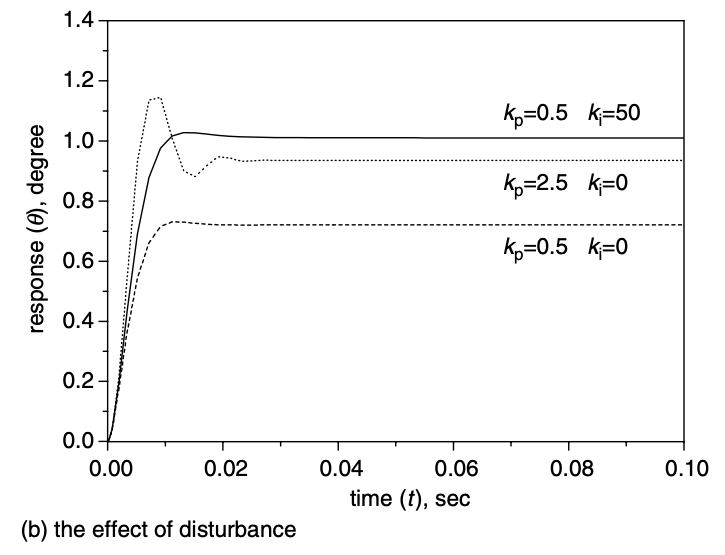 1.4
1.2
1.0
0.8
0.6
0.4
0.2
0.0
response (θ), degree
kp=0.5 ki=50
kp=2.5 ki=0
kp=0.5 ki=0
0.00 0.02 0.04 0.06 0.08 0.10
time (t), sec
(b) the effect of disturbance